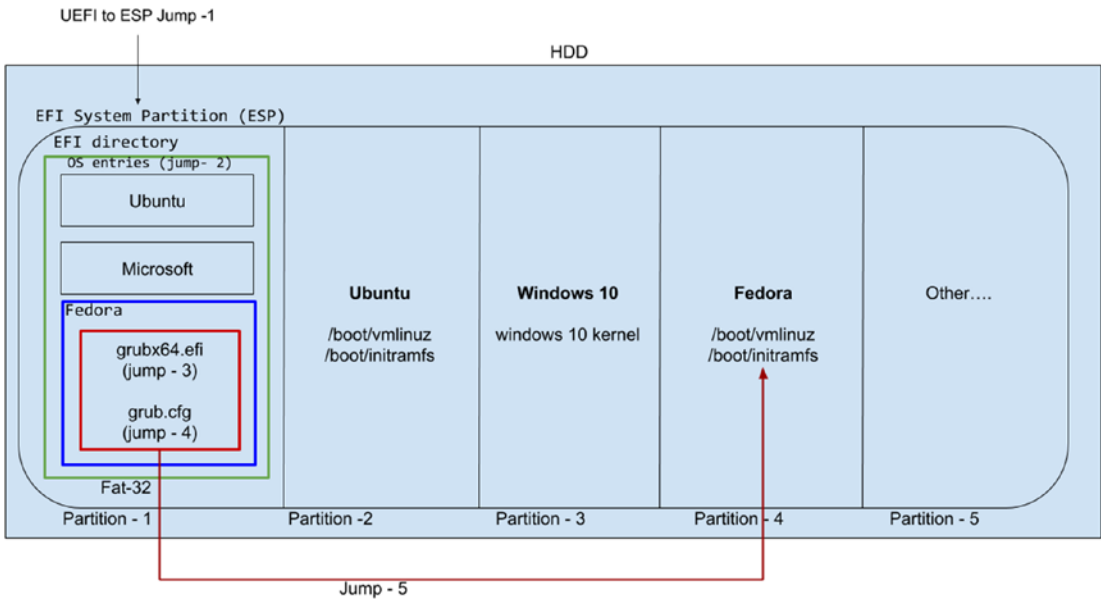 UEFI to ESP Jump -1
HDD
EFI System Partition (ESP)
EFI directory
OS entries (jump- 2)
Ubuntu
Microsoft
Fedora
grubx64.efi
(jump - 3)
grub.cfg
(jump - 4)
Fat-32
Partition - 1
Ubuntu
/boot/vmlinuz
/boot/initramfs
Partition -2
Windows 10
windows 10 kernel
Partition - 3
Fedora
/boot/vmlinuz
/boot/initramfs
Partition - 4
Other....
Partition - 5
Jump - 5